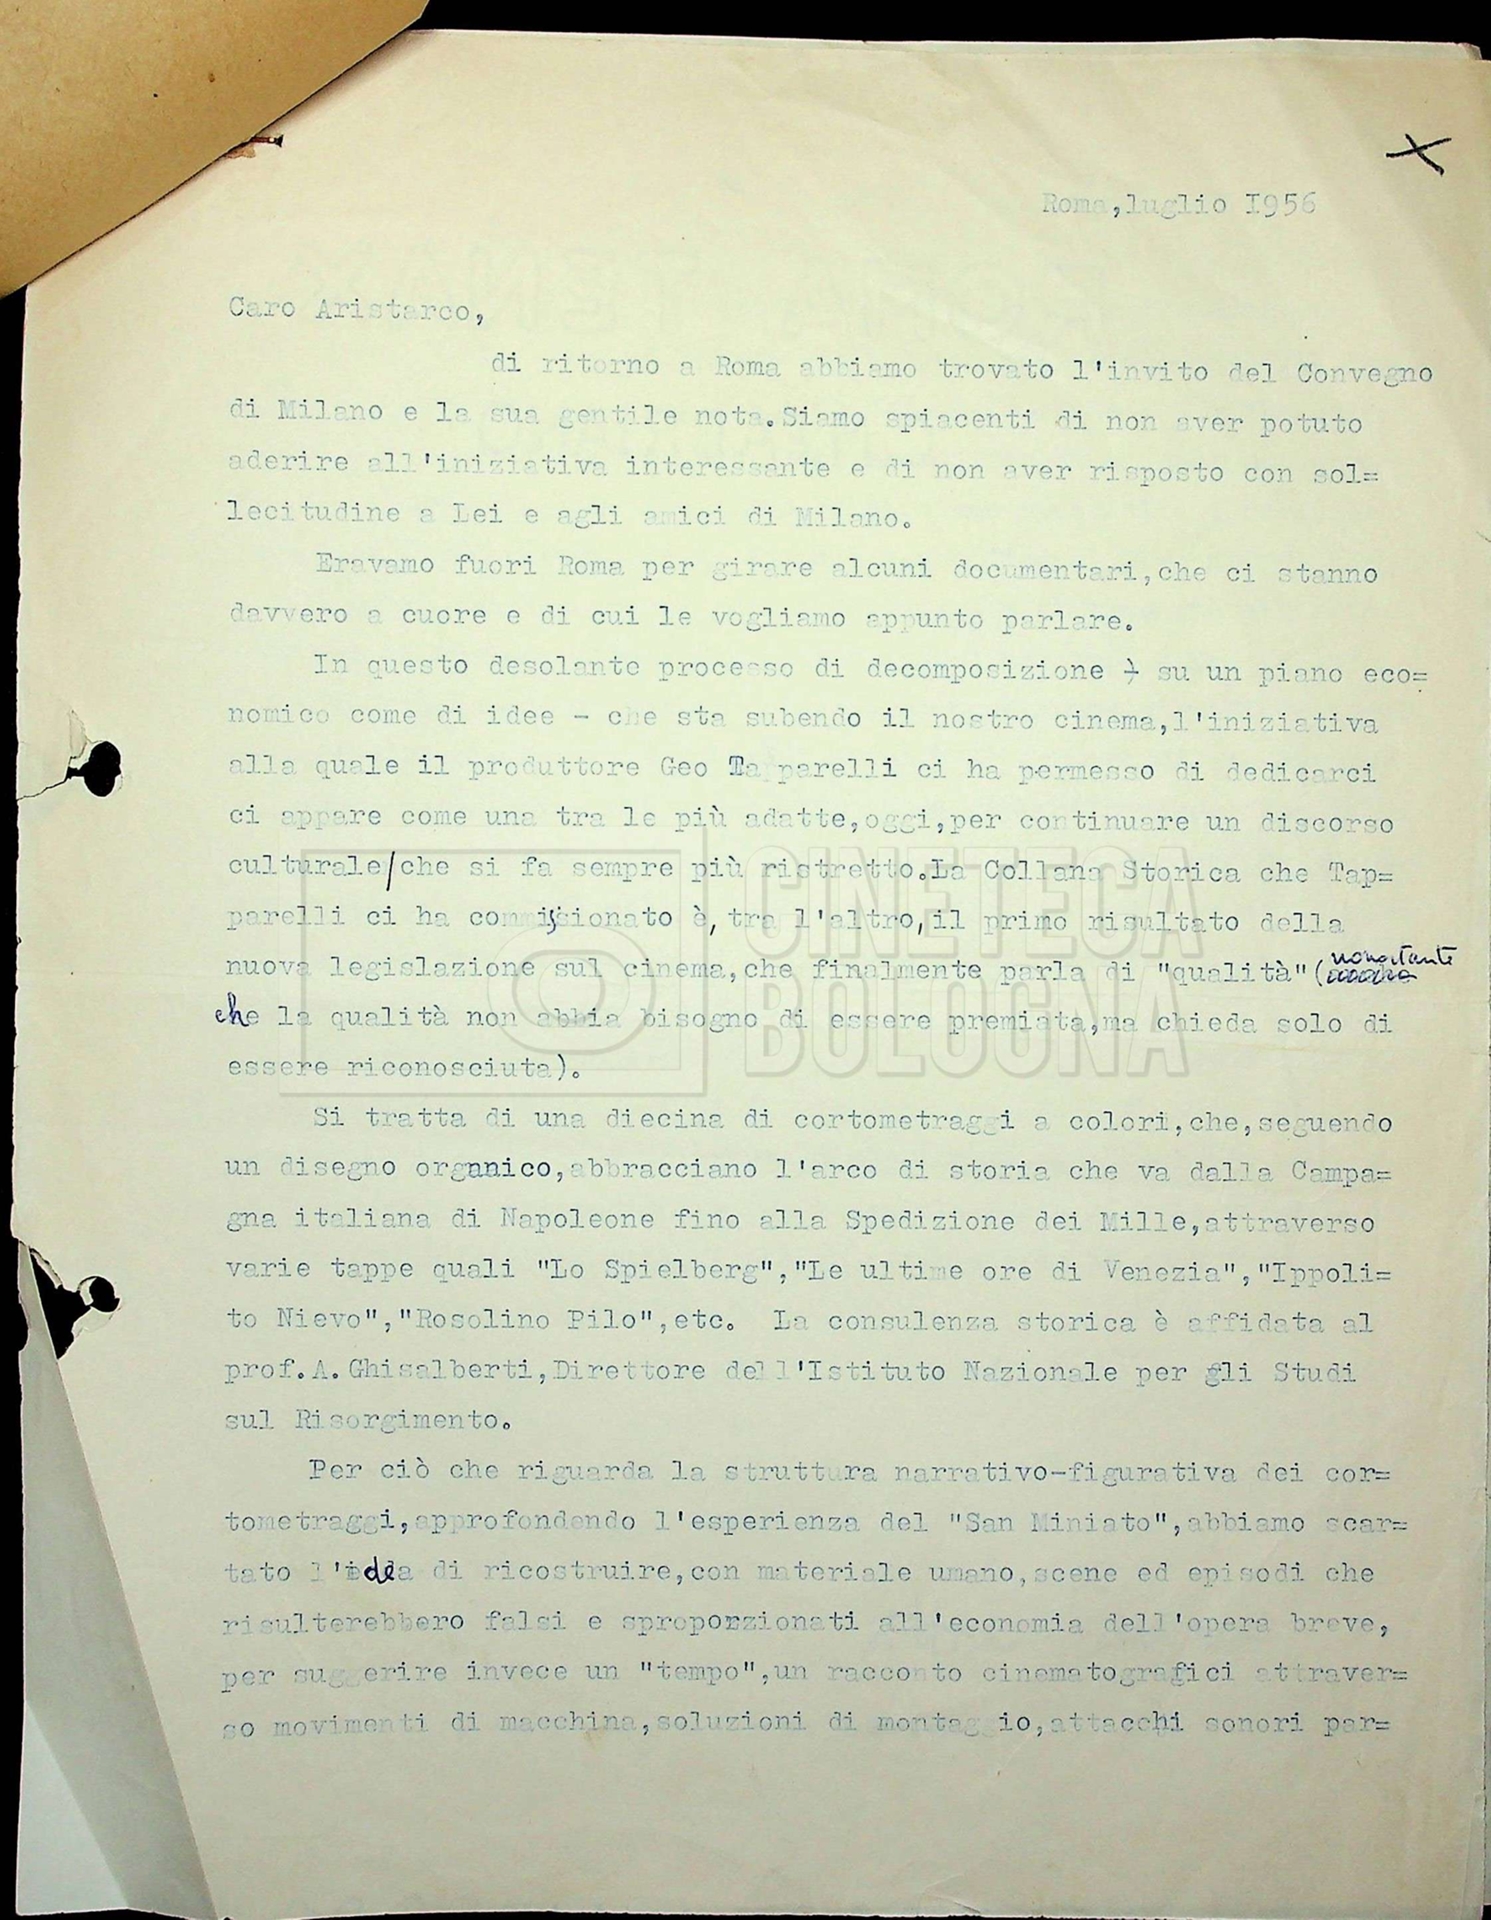 Roma,luglio I956
Caro Aristarco,
di ritorno a Roma abbiamo trovato l'invito del Convegno
di Milano e la sua gentile nota.Siamo spiacenti di non aver potuto
aderire all'iniziativa interessante e di non aver risposto con sol=
lecitudine a Lei e agli amici di Milano.
Eravamo fuori Roma per girare alcuni documentari,che ci stanno
davvero a cuore e di cui le vogliamo appunto parlare.
In questo desolante processo di decomposizione - su un piano eco=
nomico come di idee - che sta subendo il nostro cinema,l'iniziativa
alla quale il produttore Geo Tapparelli ci ha permesso di dedicarci
ci appare come una tra le più adatte,oggi,per continuare un discorso
culturale/che si fa sempre più ristretto.La Collana Storica che Tap=
parelli ci ha commissionato è,tra l'altro,il primo risultato della
nuova legislazione sul cinema,che finalmente parla di "qualità"(nonostante
che la qualità non abbia bisogno di essere premiata,ma chieda solo di
essere riconosciuta).
Si tratta di una diecina di cortometraggi a colori,che,seguendo
un disegno organico,abbracciano l'arco di storia che va dalla Campa=
gna italiana di Napoleone fino alla Spedizione dei Mille,attraverso
varie tappe quali "Lo Spielberg","Le ultime ore di Venezia","Ippoli=
to Nievo","Rosolino Pilo",etc. La consulenza storica è affidata al
prof.A.Ghisalberti,Direttore dell'Istituto Nazionale per gli Studi
sul Risorgimento.
Per ciò che riguarda la struttura narrativo-figurativa dei cor=
tometraggi,approfondendo l'esperienza del "San Miniato",abbiamo scar=
tato l'idea di ricostruire,con materiale umano,scene ed episodi che
risulterebbero falsi e sproporzionati all'economia dell'opera breve,
per suggerire invece un "tempo",un racconto cinematografici attraver=
so movimenti di macchina,soluzioni di montaggio,attacchi sonori par=
CINETECA
BOLOGNA